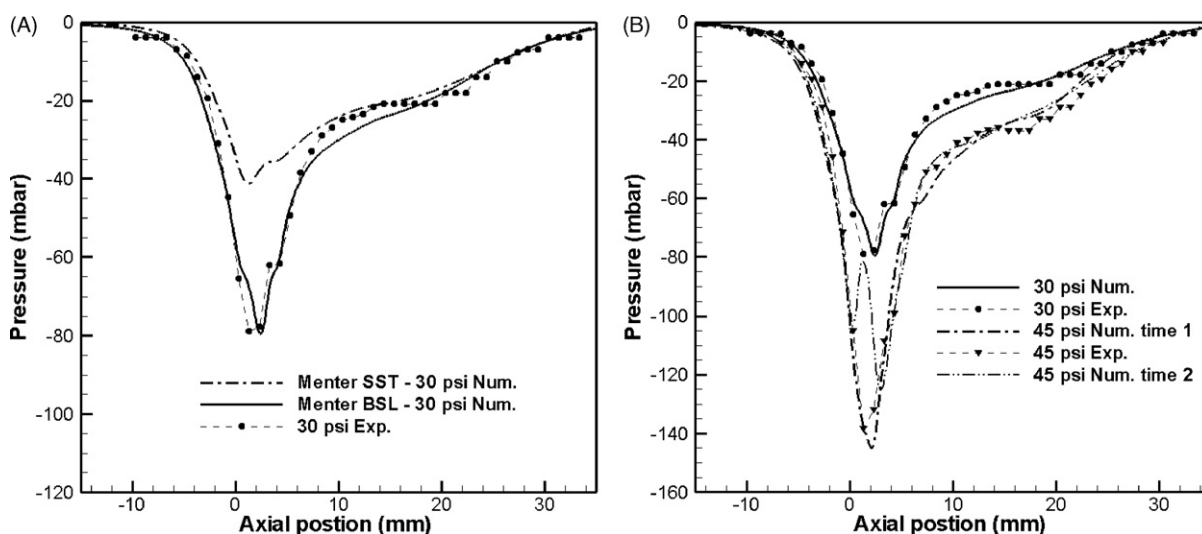 (A)
0
-20
-40
-60
-80
-100
-120
Pressure (mbar)
-10
0
10
20
30
Axial postion (mm)
Menter SST - 30 psi Num.
Menter BSL - 30 psi Num.
30 psi Exp.
(B)
0
-20
-40
-60
-80
-100
-120
-140
-160
Pressure (mbar)
-10
0
10
20
30
Axial postion (mm)
30 psi Num.
30 psi Exp.
45 psi Num. time 1
45 psi Exp.
45 psi Num. time 2